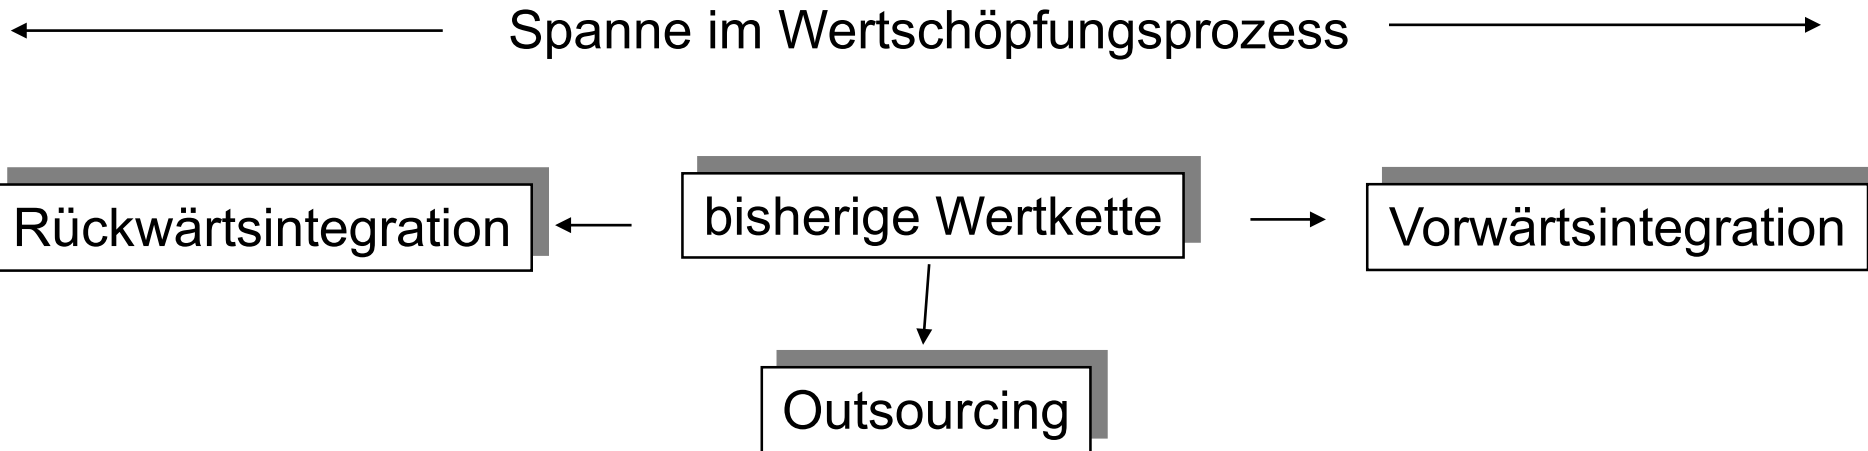 Spanne im Wertschöpfungsprozess
Rückwärtsintegration
bisherige Wertkette
Vorwärtsintegration
Outsourcing